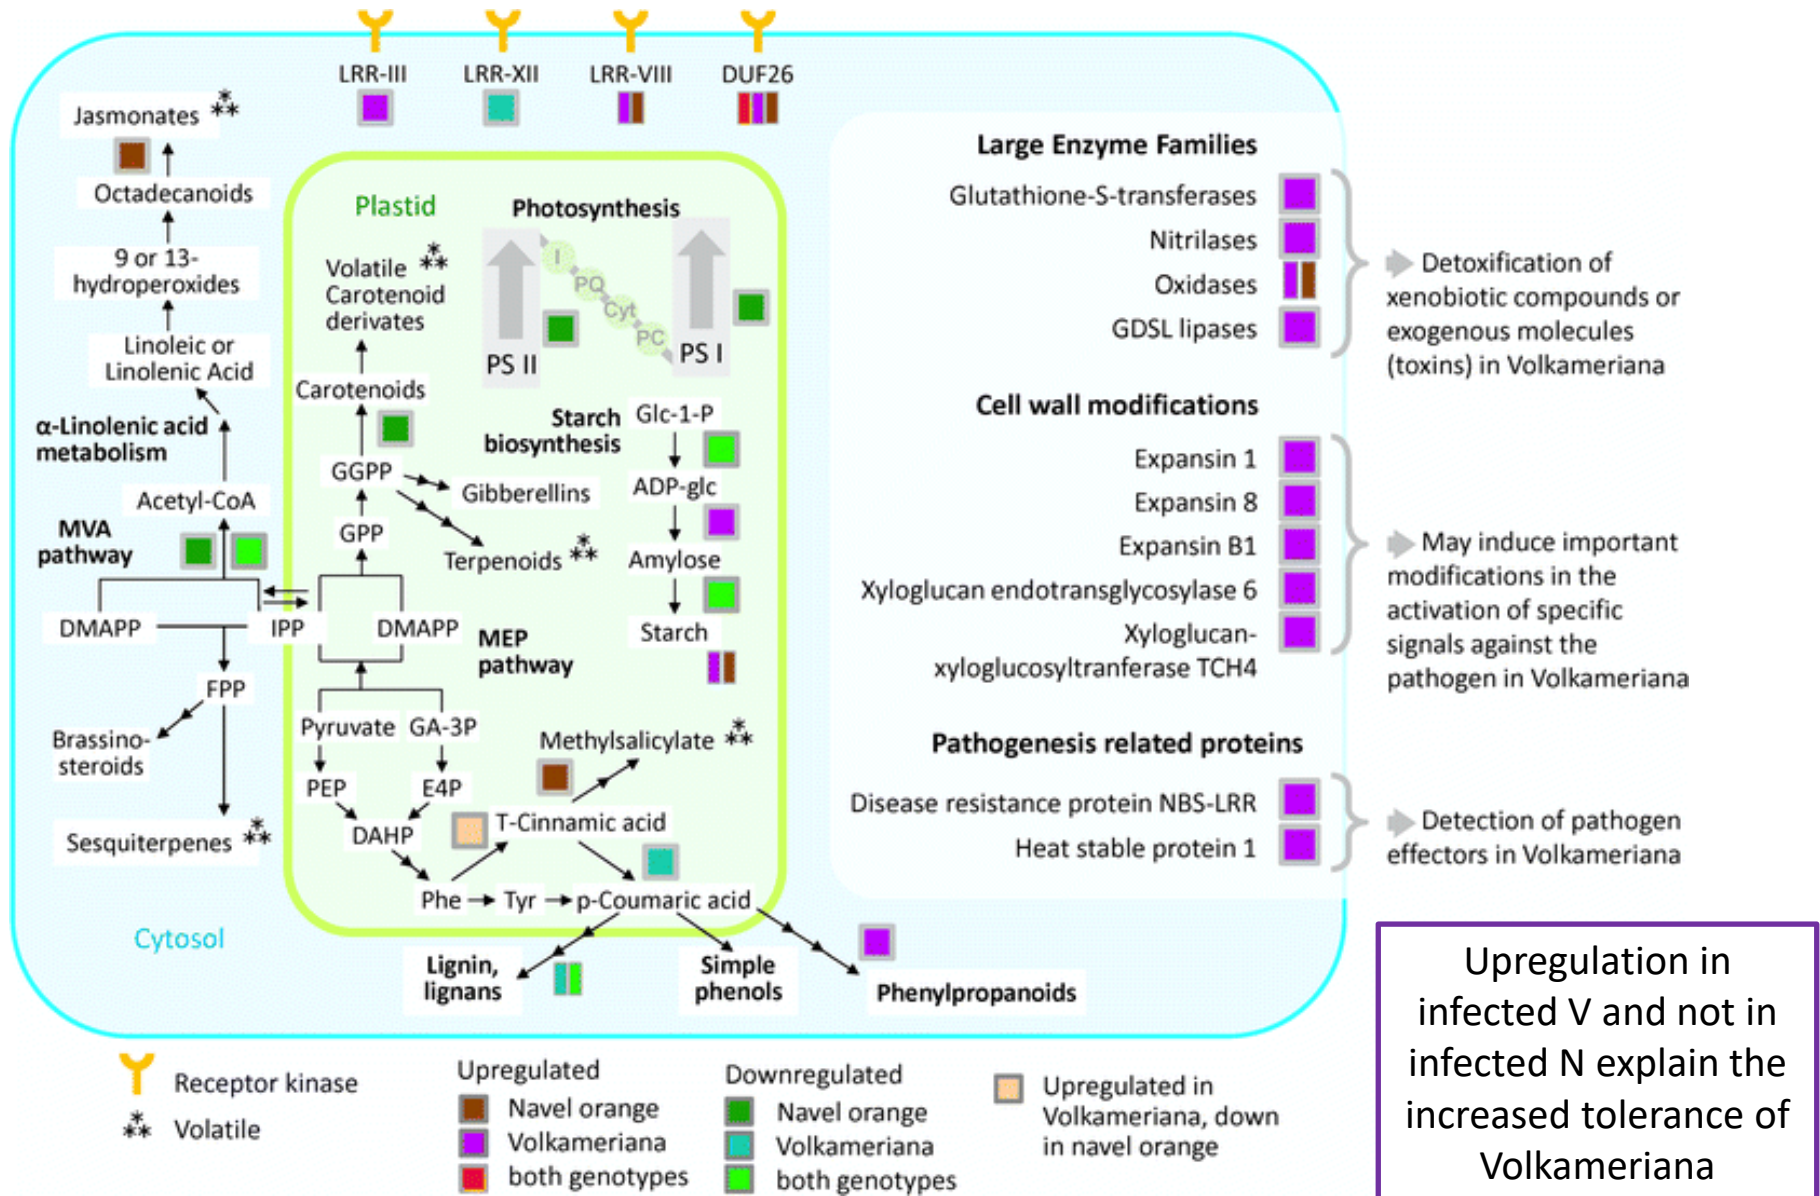 LRR-III
LRR-XII
LRR-VIII
DUF26
Jasmonates
Octadecanoids
9 or 13-
hydroperoxides
Linoleic or
Linolenic Acid
α-Linolenic acid
metabolism
Acetyl-CoA
MVA
pathway
DMAPP
IPP
FPP
Brassino-
steroids
Sesquiterpenes
Cytosol
Plastid
Volatile
Carotenoid
derivates
Carotenoids
GGPP
Gibberellins
GPP
Terpenoids
DMAPP
MEP
pathway
Pyruvate
GA-3P
PEP
E4P
DAHP
Phe
Tyr
p-Coumaric acid
T-Cinnamic acid
Methylsalicylate
Photosynthesis
I
PQ
Cyt
PC
PS II
PS I
Starch
biosynthesis
Glc-1-P
ADP-glc
Amylose
Starch
Lignin,
lignans
Simple
phenols
Phenylpropanoids
Large Enzyme Families
Glutathione-S-transferases
Nitrilases
Oxidases
GDSL lipases
Detoxification of
xenobiotic compounds or
exogenous molecules
(toxins) in Volkameriana
Cell wall modifications
Expansin 1
Expansin 8
Expansin B1
Xyloglucan endotransglycosylase 6
Xyloglucan-
xyloglucosyltranferase TCH4
May induce important
modifications in the
activation of specific
signals against the
pathogen in Volkameriana
Pathogenesis related proteins
Disease resistance protein NBS-LRR
Heat stable protein 1
Detection of pathogen
effectors in Volkameriana
Receptor kinase
Volatile
Upregulated
Navel orange
Volkameriana
both genotypes
Downregulated
Navel orange
Volkameriana
both genotypes
Upregulated in
Volkameriana, down
in navel orange
Upregulation in
infected V and not in
infected N explain the
increased tolerance of
Volkameriana